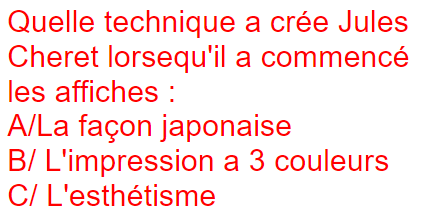 Quelle technique a crée Jules
Cheret lorsequ'il a commencé
les affiches :
A/La façon japonaise
B/ L'impression a 3 couleurs
C/ L'esthétisme